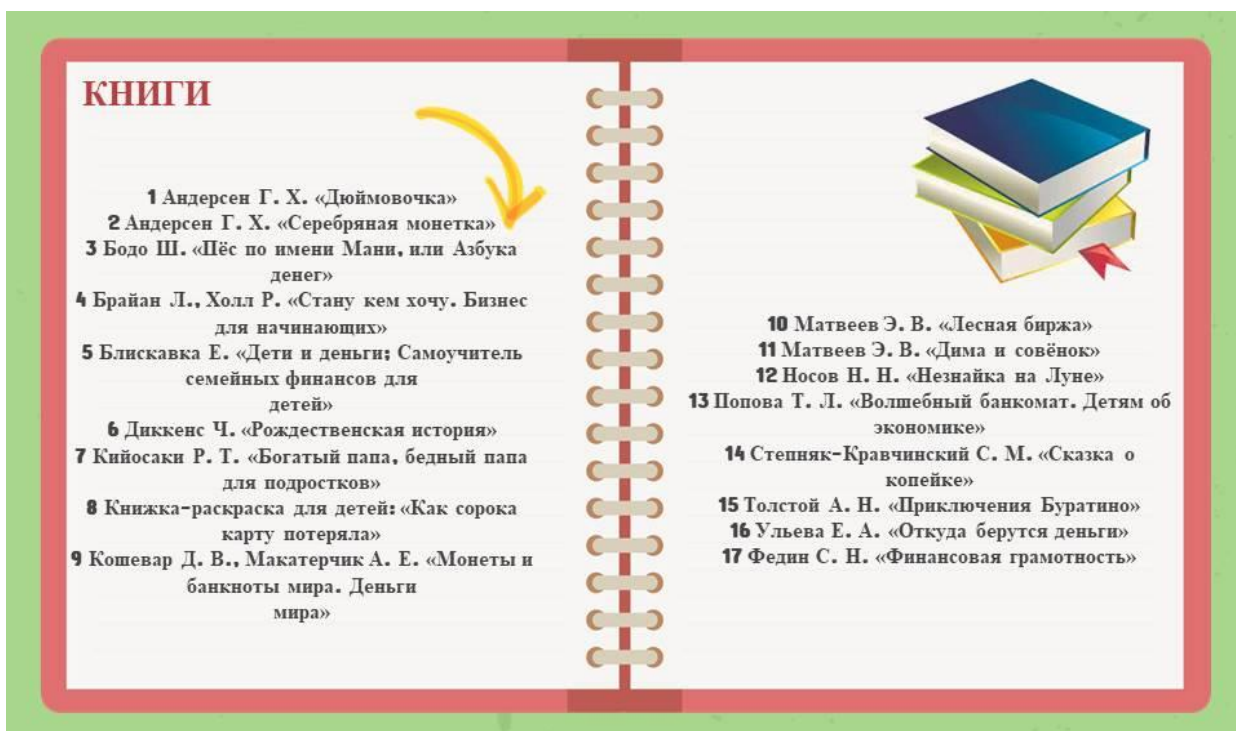 КНИГИ
1 Андерсен Г. Х. «Дюймовочка»
2 Андерсен Г. Х. «Серебряная монетка»
3 Бодо Ш. «Пёс по имени Мани, или Азбука
денег»
4 Брайан Л., Холл Р. «Стану кем хочу. Бизнес
для начинающих»
5 Блискавка Е. «Дети и деньги; Самоучитель
семейных финансов для
детей»
6 Диккенс Ч. «Рождественская история»
7 Кийосаки Р. Т. «Богатый папа, бедный папа
для подростков»
8 Книжка-раскраска для детей: «Как сорока
карту потеряла»
9 Кошевар Д. В., Макатерчик А. Е. «Монеты и
банкноты мира. Деньги
мира»
10 Матвеев Э. В. «Лесная биржа»
11 Матвеев Э. В. «Дима и совёнок»
12 Носов Н. Н. «Незнайка на Луне»
13 Попова Т. Л. «Волшебный банкомат. Детям об
экономике»
14 Степняк-Кравчинский С. М. «Сказка о
копейке»
15 Толстой А. Н. «Приключения Буратино»
16 Ульева Е. А. «Откуда берутся деньги»
17 Федин С. Н. «Финансовая грамотность»